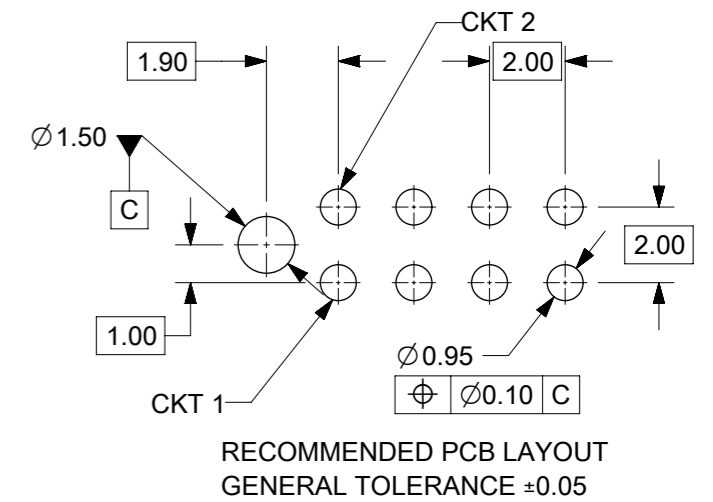 CKT 2
1.90
2.00
∅1.50
C
2.00
1.00
∅0.95
⌖ ∅0.10 C
CKT 1
RECOMMENDED PCB LAYOUT
GENERAL TOLERANCE ±0.05